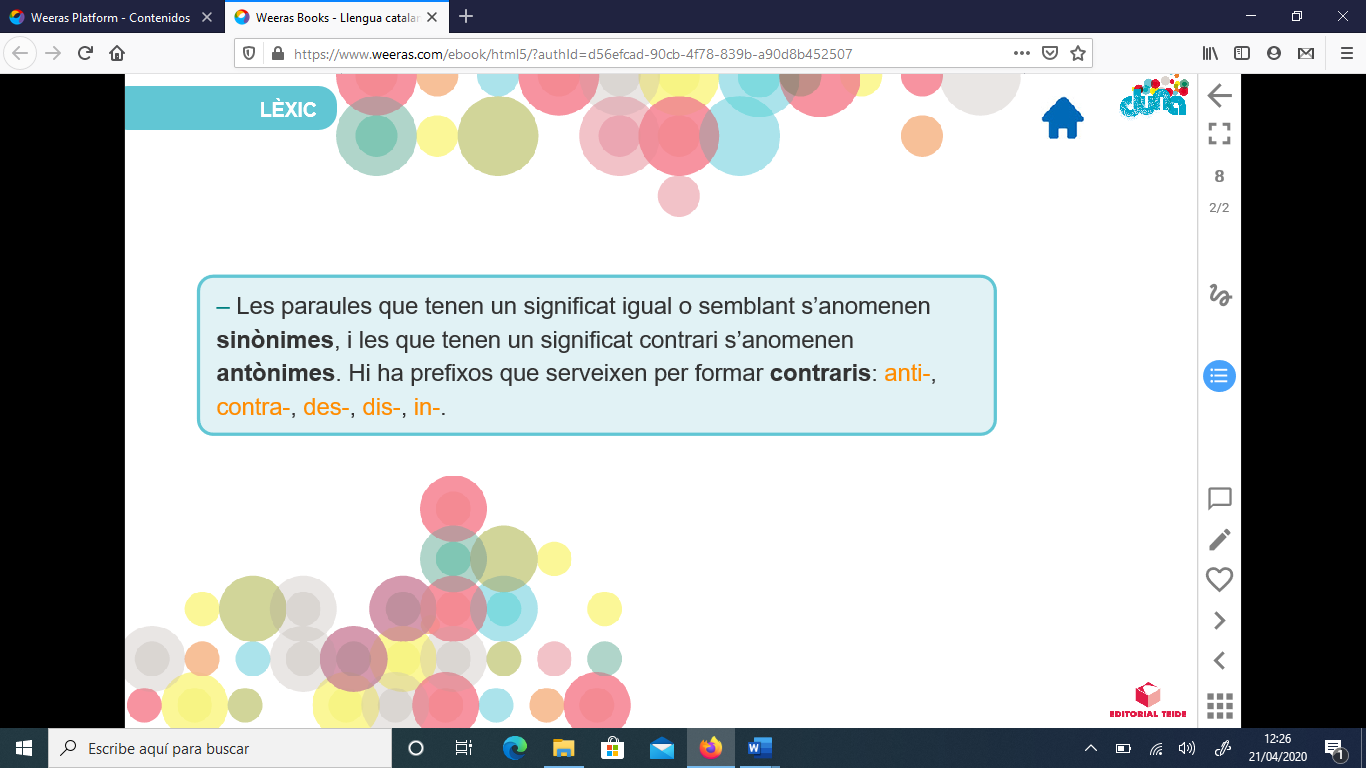 Weeras Platform - Contenidos
Weeras Books - Llengua catalan
https://www.weeras.com/ebook/html5/?authId=d56efcad-90cb-4f78-839b-a90d8b452507
LÈXIC
duna
8
2/2
– Les paraules que tenen un significat igual o semblant s’anomenen
sinònimes, i les que tenen un significat contrari s’anomenen
antònimes. Hi ha prefixos que serveixen per formar contraris: anti-,
contra-, des-, dis-, in-.
EDITORIAL TEIDE
Escribe aquí para buscar
12:26
21/04/2020
1